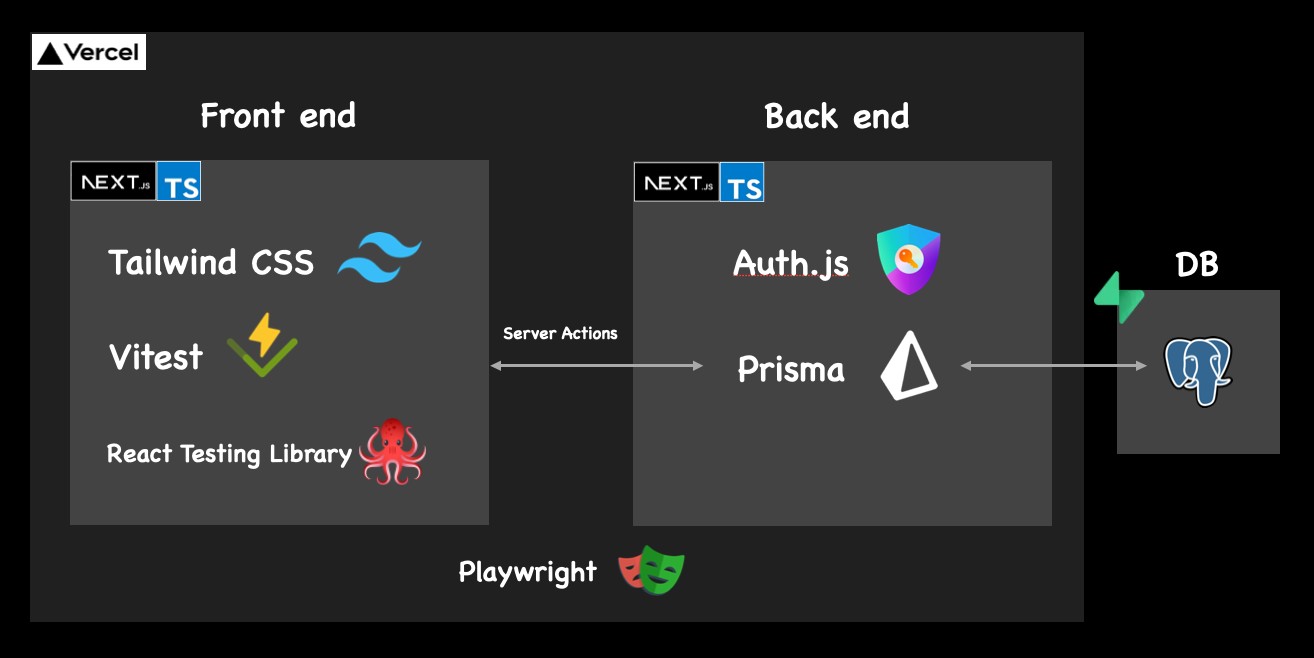 Vercel
Front end
Back end
NEXT.JS TS
NEXT.JS TS
Tailwind CSS
Auth.js
DB
Vitest
Server Actions
Prisma
React Testing Library
Playwright